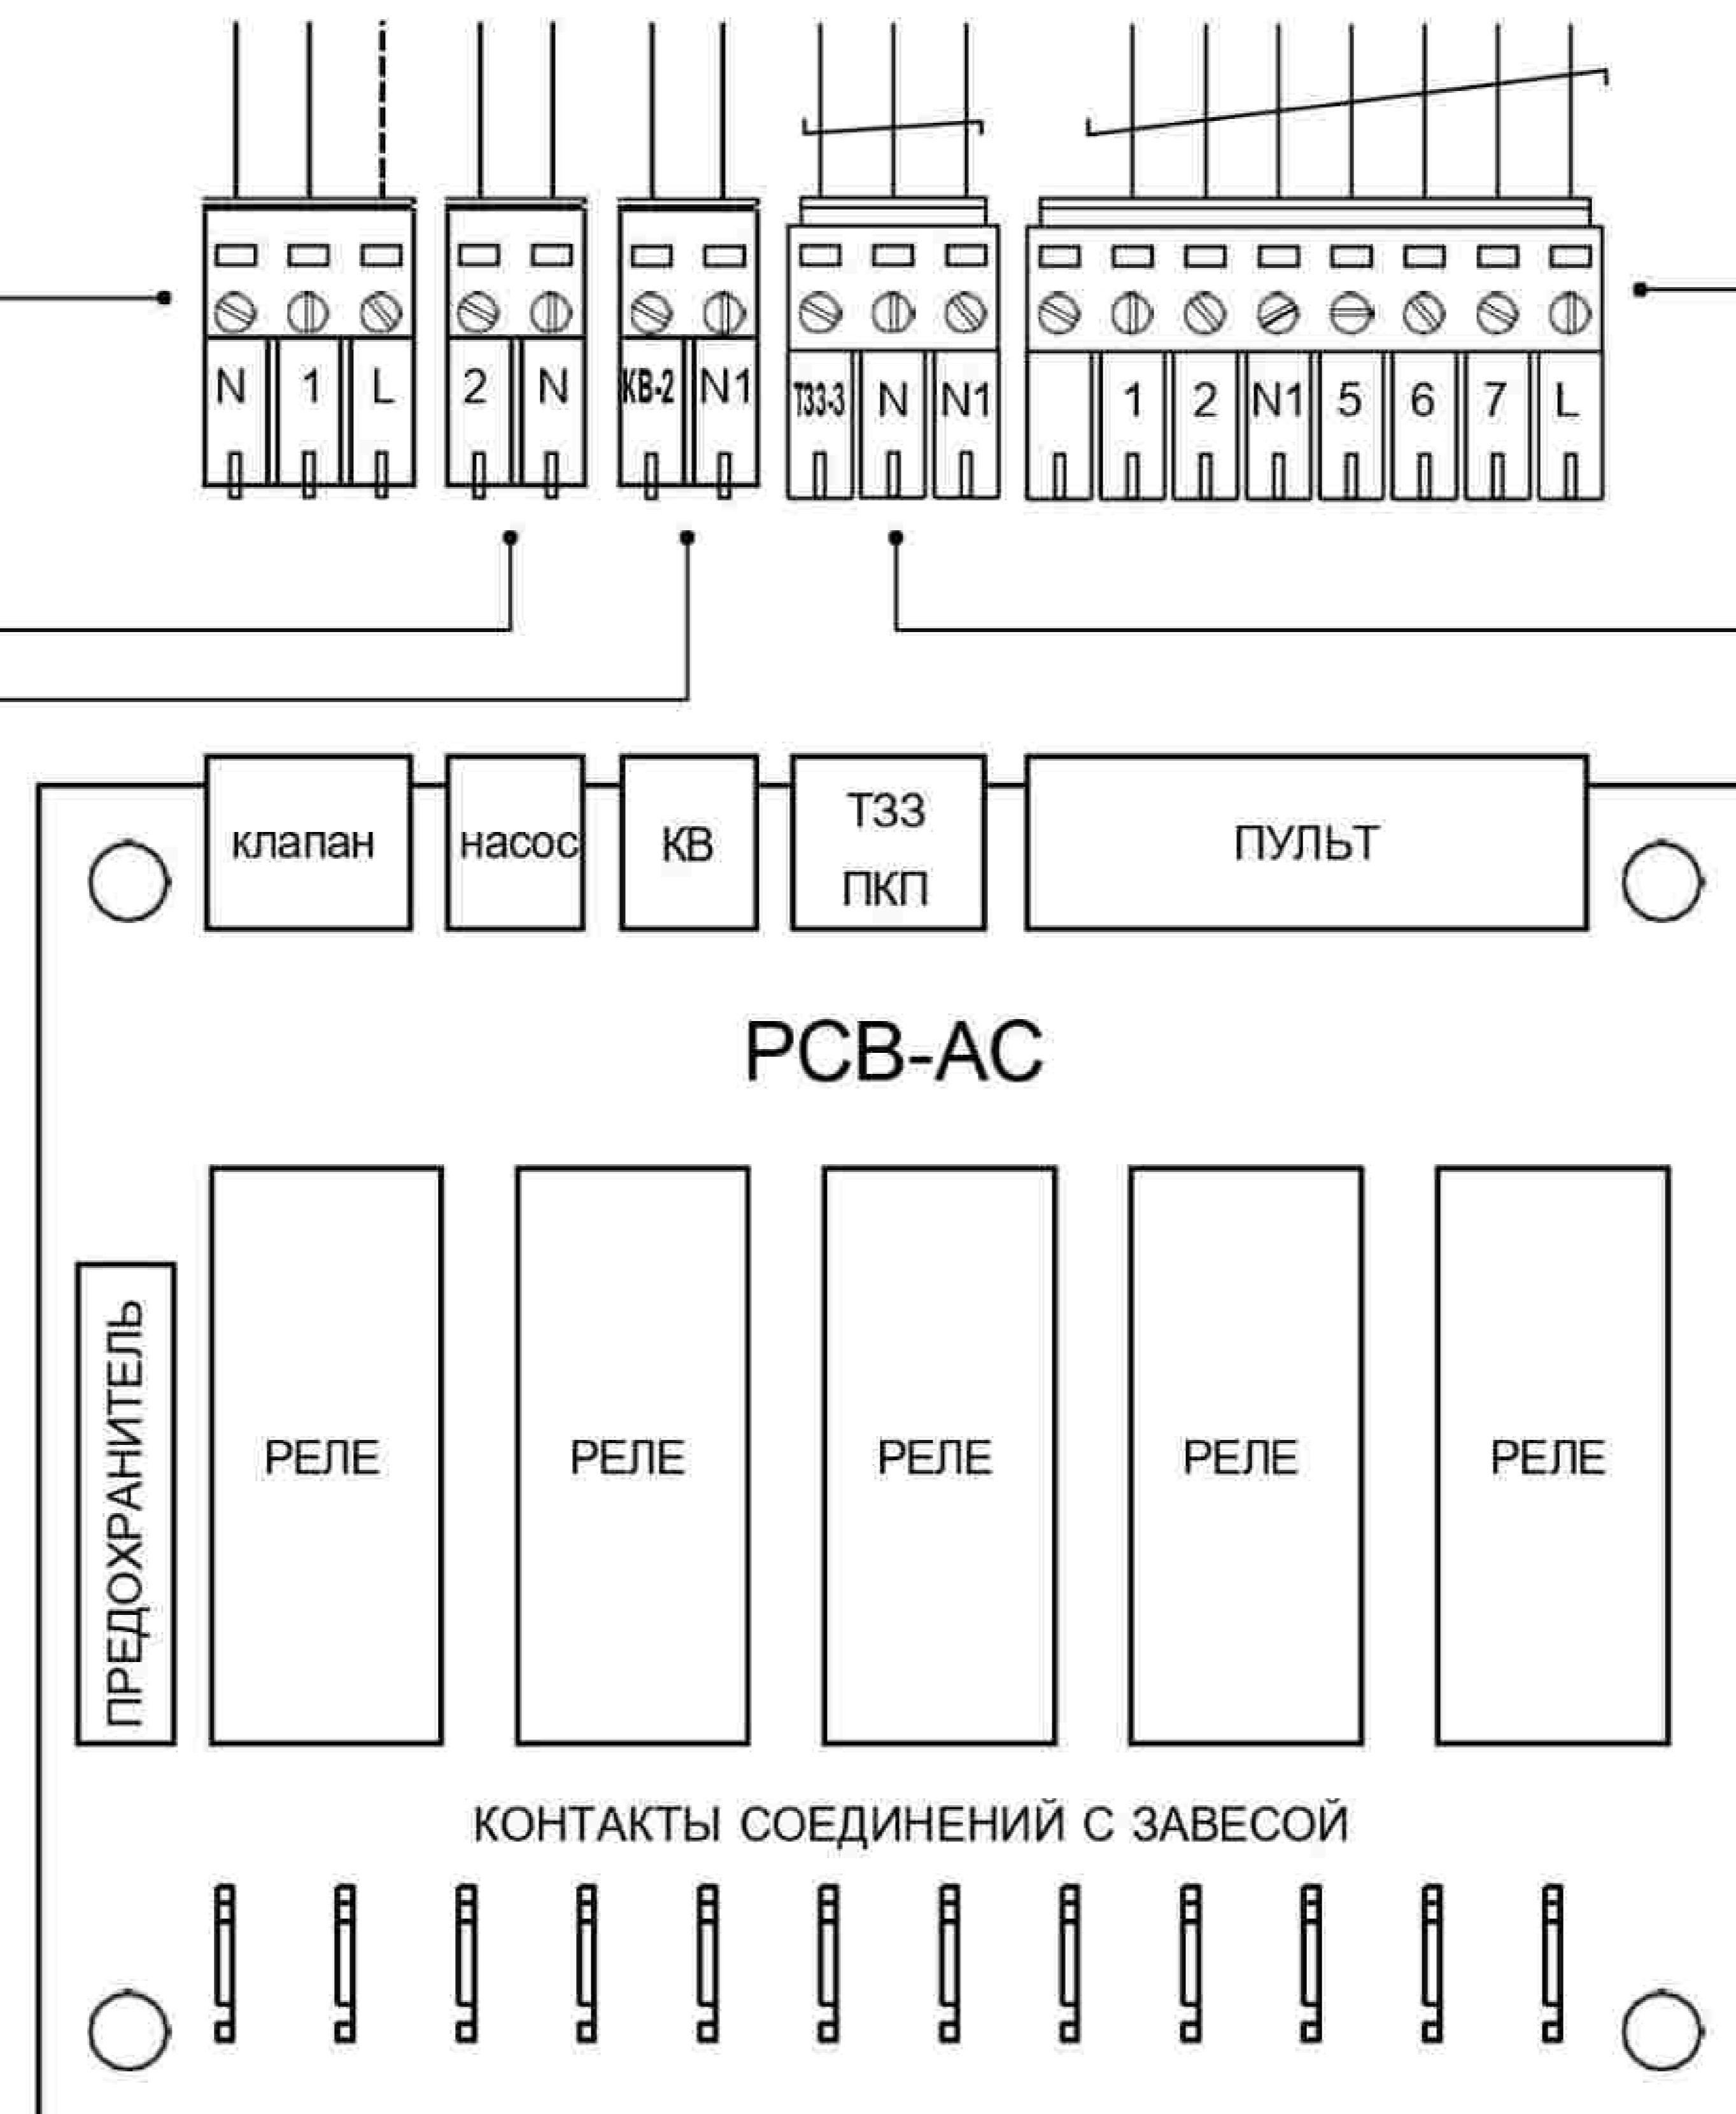 N 1 L 2 N КВ-2 N1 ТЗЗ-3 N N1 1 2 N1 5 6 7 L
клапан насос КВ ТЗЗ ПУЛЬТ
ПКП
PCB-AC
ПРЕДОХРАНИТЕЛЬ
РЕЛЕ РЕЛЕ РЕЛЕ РЕЛЕ РЕЛЕ
КОНТАКТЫ СОЕДИНЕНИЙ С ЗАВЕСОЙ